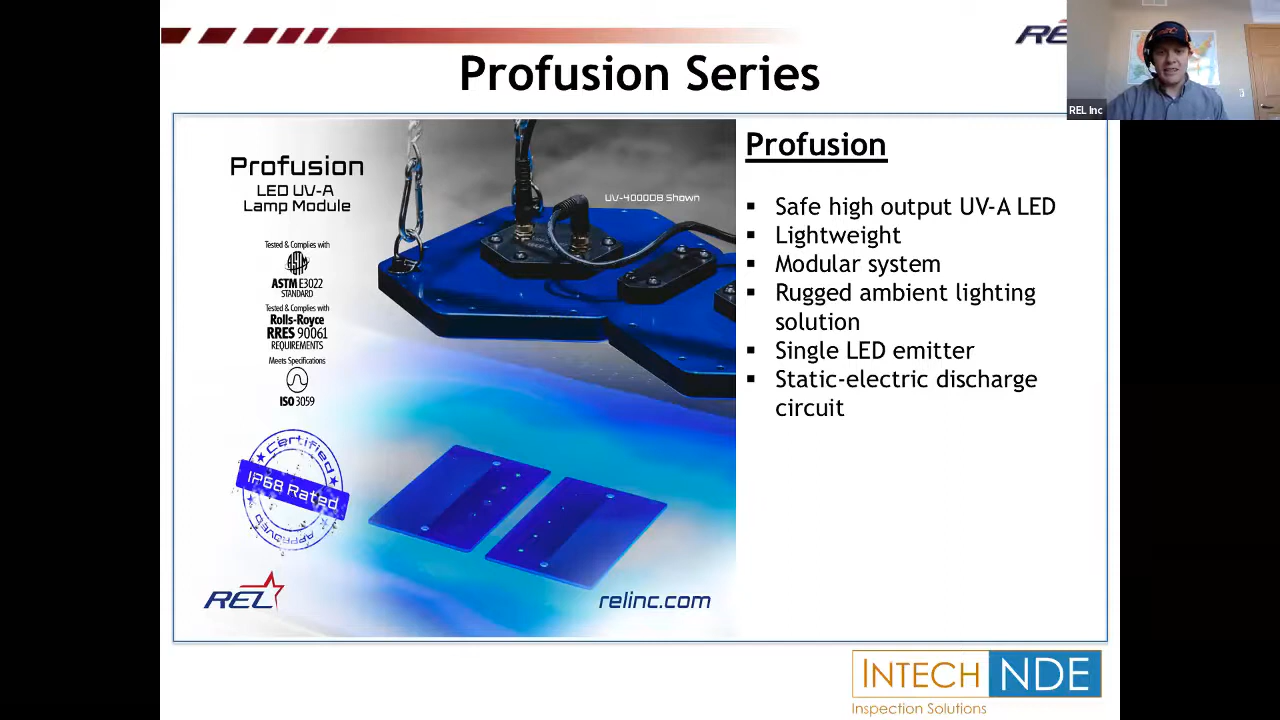 RE
Profusion Series
REL Inc
Profusion
LED UV-A
Lamp Module
UV-4000DB Shown
Tested & Complies with
ASTM
ASTM E3022
STANDARD
Tested & Complies with
Rolls-Royce
RRES 90061
REQUIREMENTS
Meets Specifications
ISO 3059
Certified
IP68 Rated
APPROVED
REL
relinc.com
Profusion
▪ Safe high output UV-A LED
▪ Lightweight
▪ Modular system
▪ Rugged ambient lighting
solution
▪ Single LED emitter
▪ Static-electric discharge
circuit
INTECH NDE
Inspection Solutions